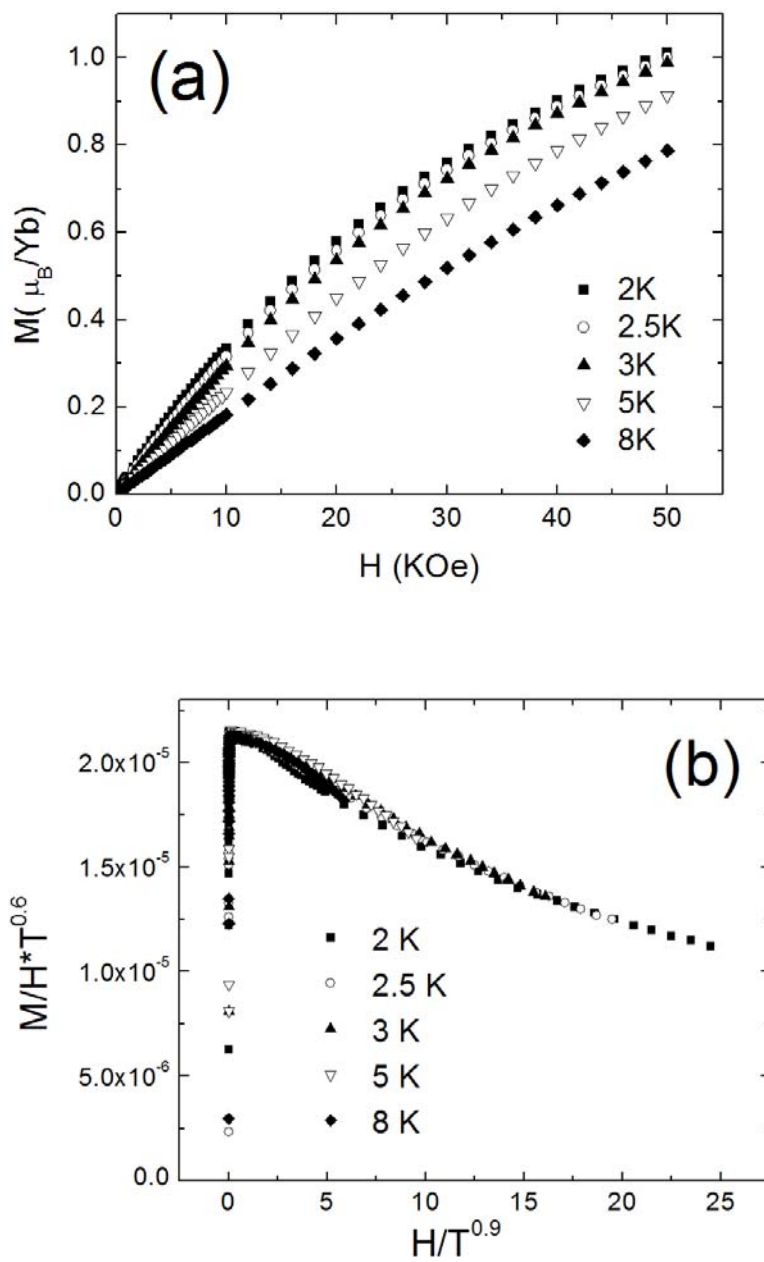 (a)
1.0
0.8
0.6
0.4
0.2
0.0
M( μB/Yb)
2K
2.5K
3K
5K
8K
0 10 20 30 40 50
H (KOe)
(b)
2.0x10⁻⁵
1.5x10⁻⁵
1.0x10⁻⁵
5.0x10⁻⁶
0.0
M/H*T⁰·⁶
2 K
2.5 K
3 K
5 K
8 K
0 5 10 15 20 25
H/T⁰·⁹